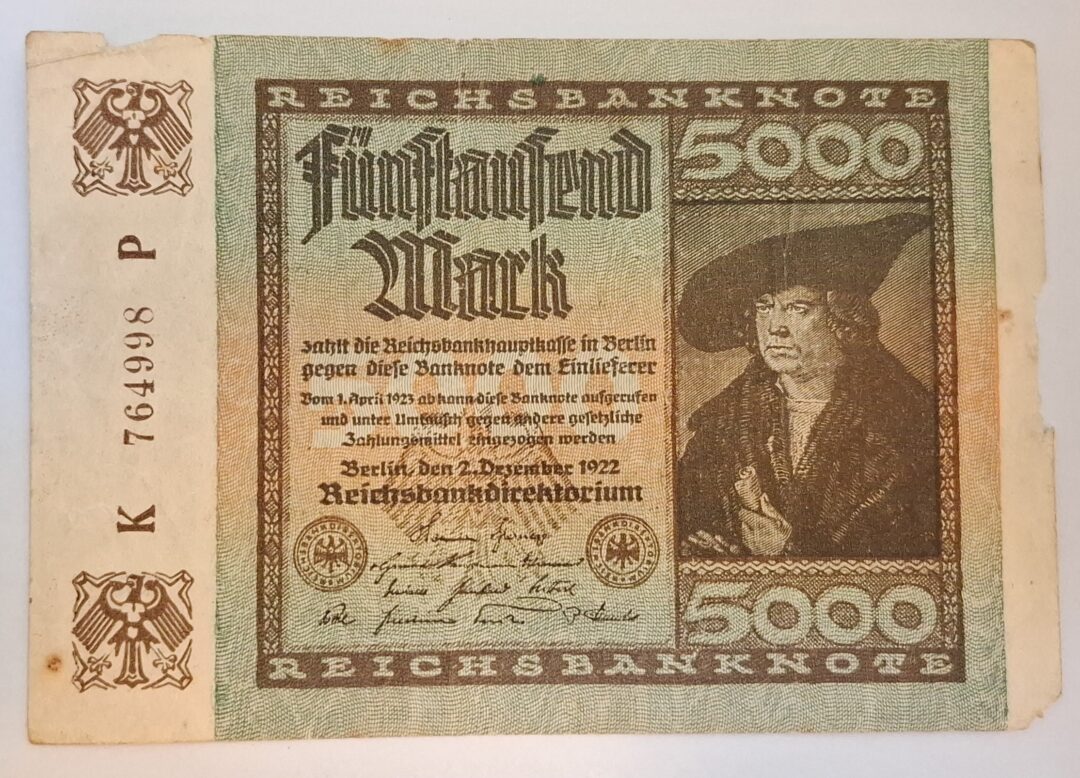 REICHSBANKNOTE
5000
Fünftausend
Mark
zahlt die Reichsbankhauptkasse in Berlin
gegen diese Banknote dem Einlieferer
Vom 1. April 1923 ab kann diese Banknote aufgerufen
und unter Umtausch gegen andere gesetzliche
Zahlungsmittel eingezogen werden
Berlin, den 2. Dezember 1922
Reichsbankdirektorium
5000
5000
REICHSBANKNOTE
K 764998 P